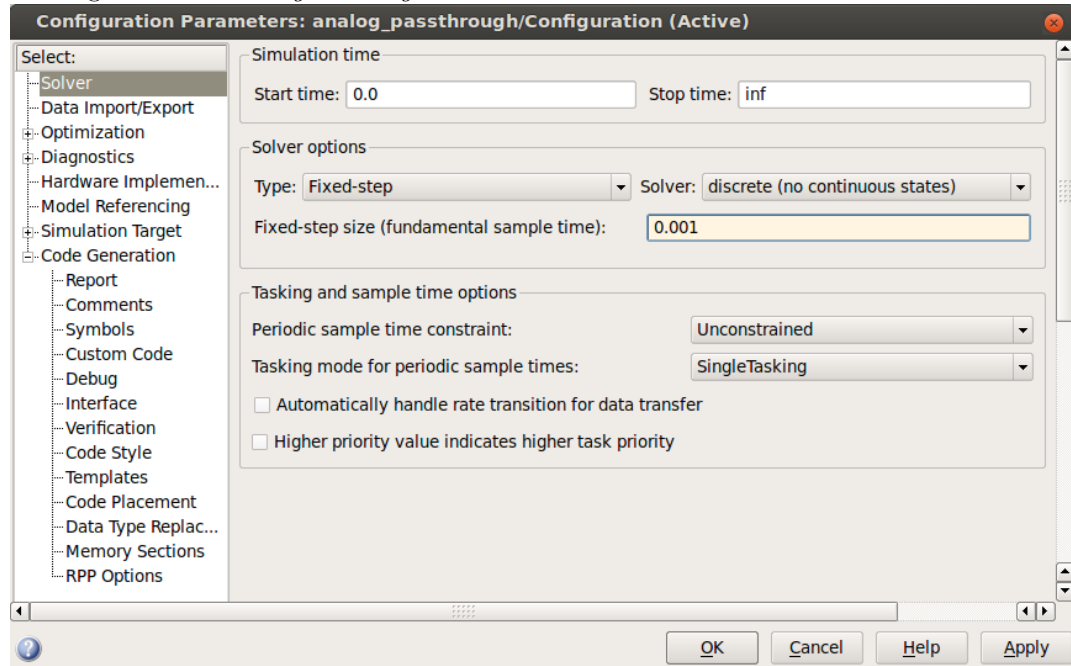 Configuration Parameters: analog_passthrough/Configuration (Active)
Select:
Solver
Data Import/Export
Optimization
Diagnostics
Hardware Implemen...
Model Referencing
Simulation Target
Code Generation
Report
Comments
Symbols
Custom Code
Debug
Interface
Verification
Code Style
Templates
Code Placement
Data Type Replac...
Memory Sections
RPP Options
Simulation time
Start time: 0.0 Stop time: inf
Solver options
Type: Fixed-step Solver: discrete (no continuous states)
Fixed-step size (fundamental sample time): 0.001
Tasking and sample time options
Periodic sample time constraint: Unconstrained
Tasking mode for periodic sample times: SingleTasking
Automatically handle rate transition for data transfer
Higher priority value indicates higher task priority
OK Cancel Help Apply